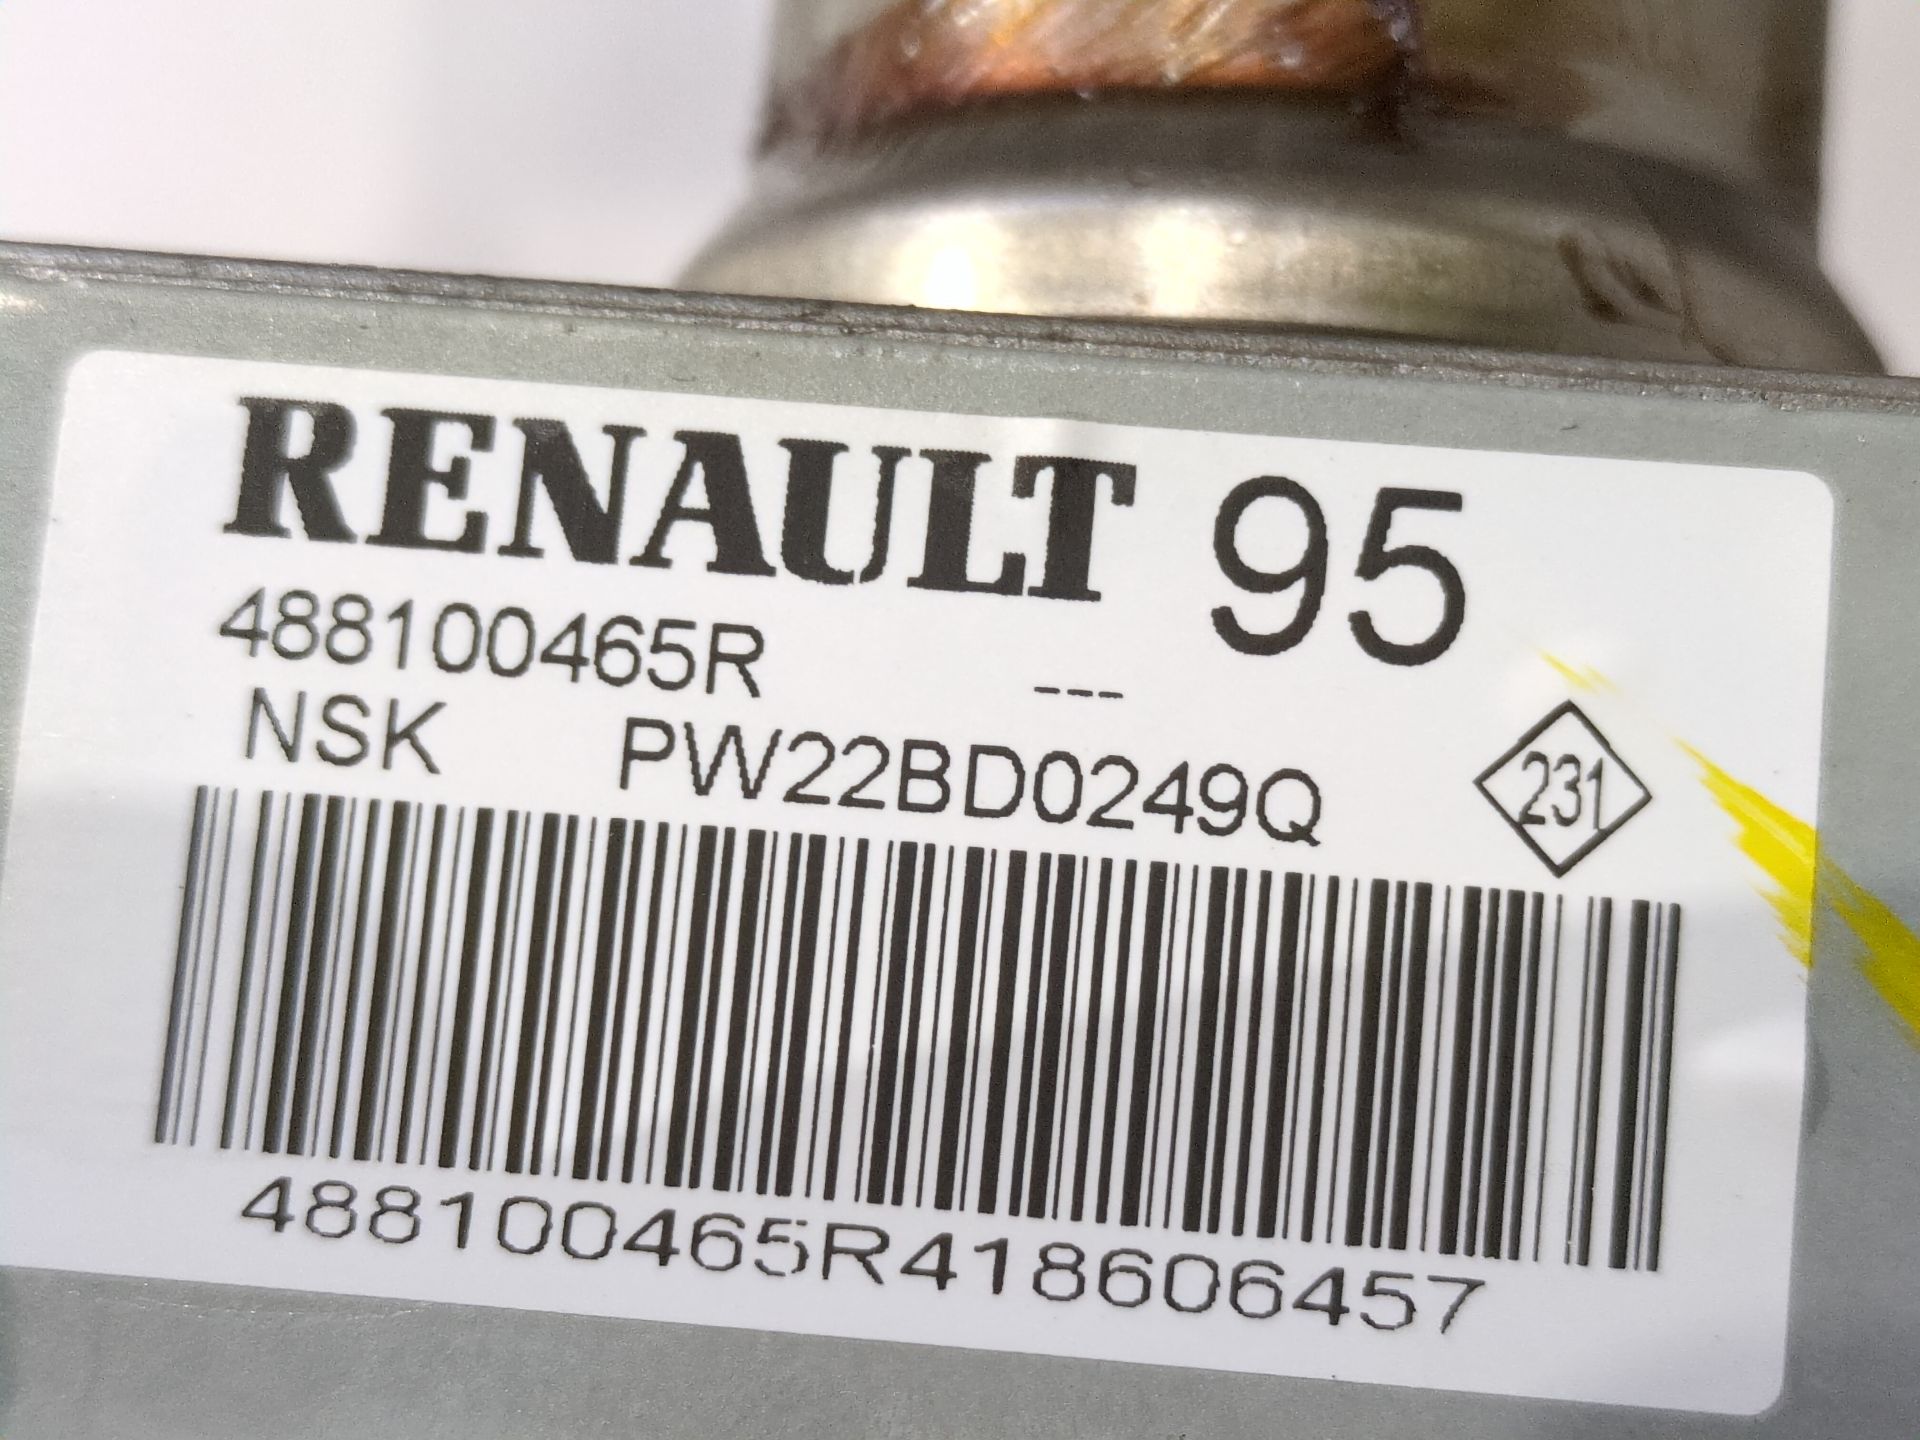 RENAULT 95
488100465R ---
NSK PW22BD0249Q 231
488100465R418606457